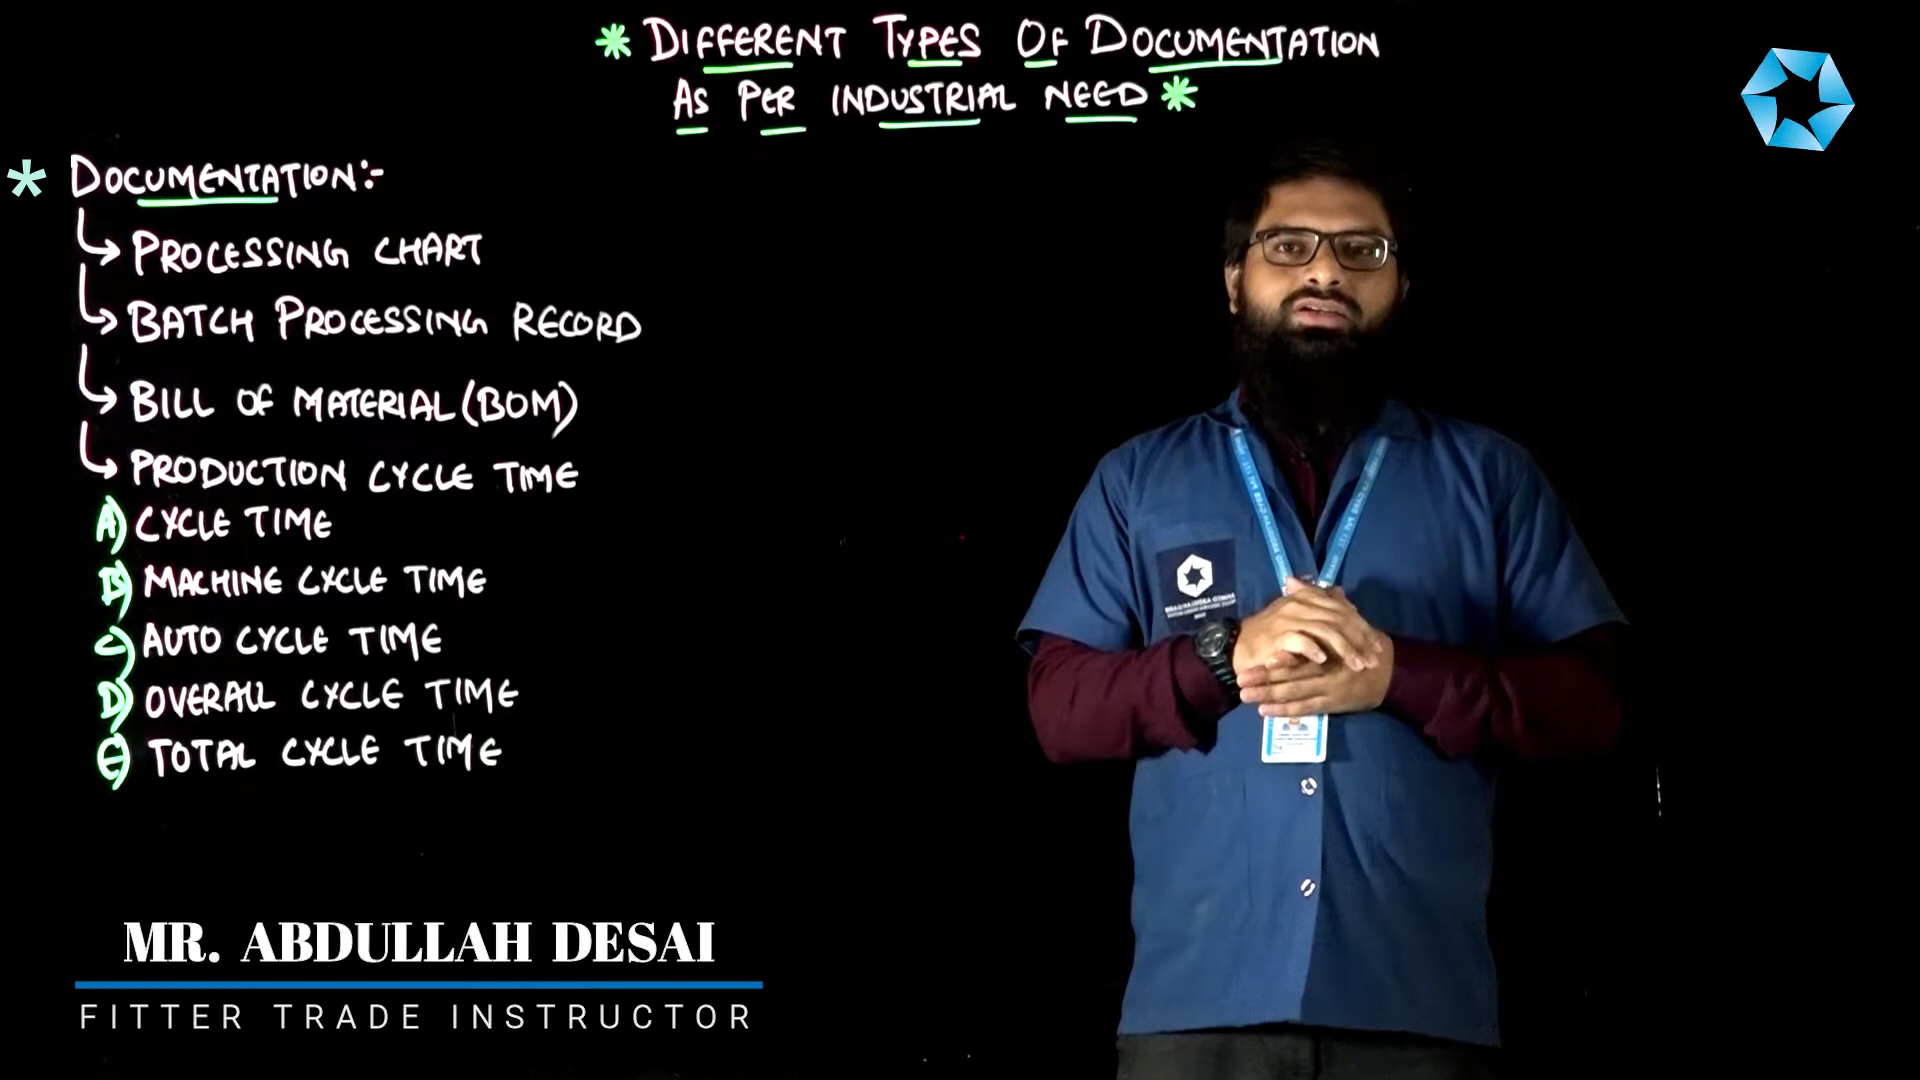 * DIFFERENT TYPES OF DOCUMENTATION
AS PER INDUSTRIAL NEED *
* DOCUMENTATION:-
↳ PROCESSING CHART
↳ BATCH PROCESSING RECORD
↳ BILL OF MATERIAL (BOM)
↳ PRODUCTION CYCLE TIME
A) CYCLE TIME
B) MACHINE CYCLE TIME
C) AUTO CYCLE TIME
D) OVERALL CYCLE TIME
E) TOTAL CYCLE TIME
MR. ABDULLAH DESAI
FITTER TRADE INSTRUCTOR